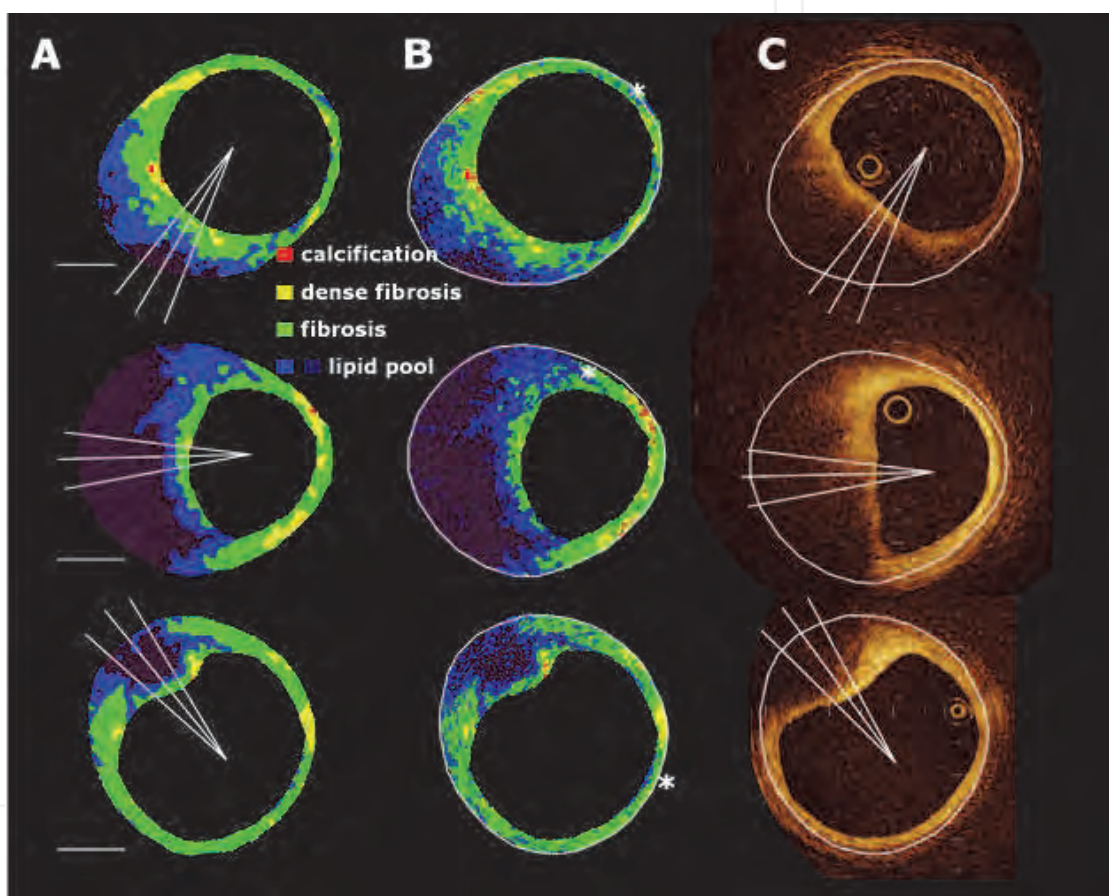 A B C
calcification
dense fibrosis
fibrosis
lipid pool
*
*
*